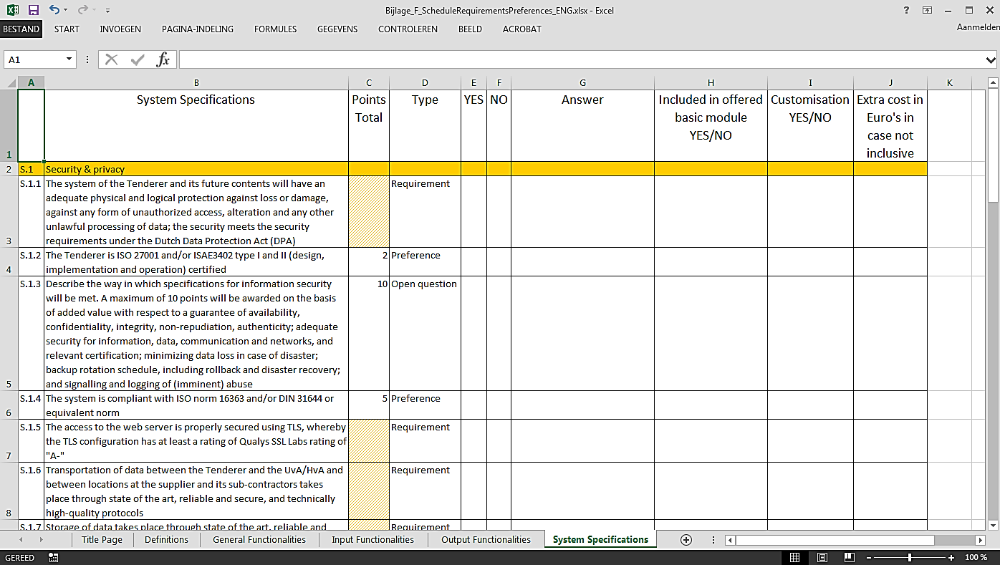 Bijlage_F_ScheduleRequirementsPreferences_ENG.xlsx - Excel
?
BESTAND START INVOEGEN PAGINA-INDELING FORMULES GEGEVENS CONTROLEREN BEELD ACROBAT Aanmelden
A1 fx
A B C D E F G H I J K
1 System Specifications Points Total Type YES NO Answer Included in offered basic module YES/NO Customisation YES/NO Extra cost in Euro's in case not inclusive
2 S.1 Security & privacy
S.1.1 The system of the Tenderer and its future contents will have an Requirement
adequate physical and logical protection against loss or damage,
against any form of unauthorized access, alteration and any other
unlawful processing of data; the security meets the security
3 requirements under the Dutch Data Protection Act (DPA)
S.1.2 The Tenderer is ISO 27001 and/or ISAE3402 type I and II (design, 2 Preference
4 implementation and operation) certified
S.1.3 Describe the way in which specifications for information security 10 Open question
will be met. A maximum of 10 points will be awarded on the basis
of added value with respect to a guarantee of availability,
confidentiality, integrity, non-repudiation, authenticity; adequate
security for information, data, communication and networks, and
relevant certification; minimizing data loss in case of disaster;
backup rotation schedule, including rollback and disaster recovery;
5 and signalling and logging of (imminent) abuse
S.1.4 The system is compliant with ISO norm 16363 and/or DIN 31644 or 5 Preference
6 equivalent norm
S.1.5 The access to the web server is properly secured using TLS, whereby Requirement
the TLS configuration has at least a rating of Qualys SSL Labs rating of
7 "A-"
S.1.6 Transportation of data between the Tenderer and the UvA/HvA and Requirement
between locations at the supplier and its sub-contractors takes
place through state of the art, reliable and secure, and technically
8 high-quality protocols
S.1.7 Storage of data takes place through state of the art, reliable and Requirement
Title Page Definitions General Functionalities Input Functionalities Output Functionalities System Specifications
GEREED 100 %